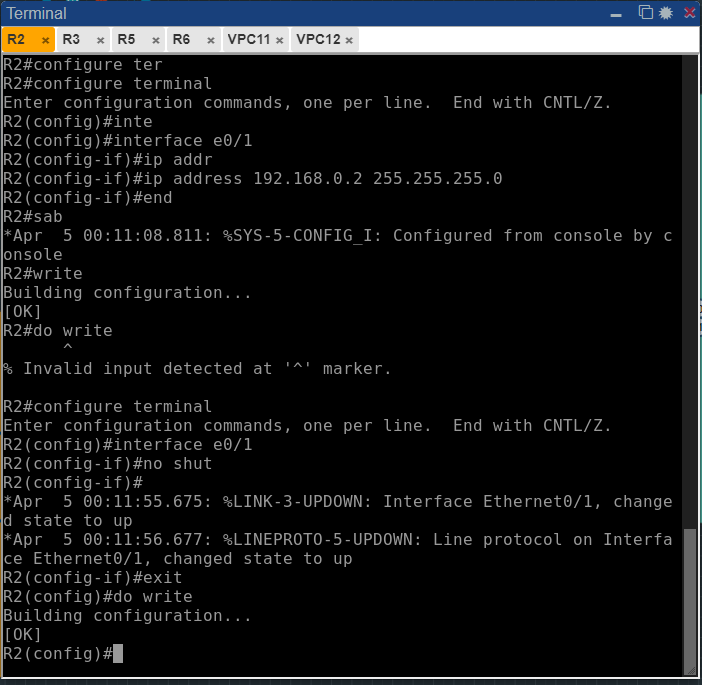 Terminal
R2 × R3 × R5 × R6 × VPC11 × VPC12 ×
R2#configure ter
R2#configure terminal
Enter configuration commands, one per line.  End with CNTL/Z.
R2(config)#inte
R2(config)#interface e0/1
R2(config-if)#ip addr
R2(config-if)#ip address 192.168.0.2 255.255.255.0
R2(config-if)#end
R2#sab
*Apr  5 00:11:08.811: %SYS-5-CONFIG_I: Configured from console by c
onsole
R2#write
Building configuration...
[OK]
R2#do write
      ^
% Invalid input detected at '^' marker.

R2#configure terminal
Enter configuration commands, one per line.  End with CNTL/Z.
R2(config)#interface e0/1
R2(config-if)#no shut
R2(config-if)#
*Apr  5 00:11:55.675: %LINK-3-UPDOWN: Interface Ethernet0/1, change
d state to up
*Apr  5 00:11:56.677: %LINEPROTO-5-UPDOWN: Line protocol on Interfa
ce Ethernet0/1, changed state to up
R2(config-if)#exit
R2(config)#do write
Building configuration...
[OK]
R2(config)#